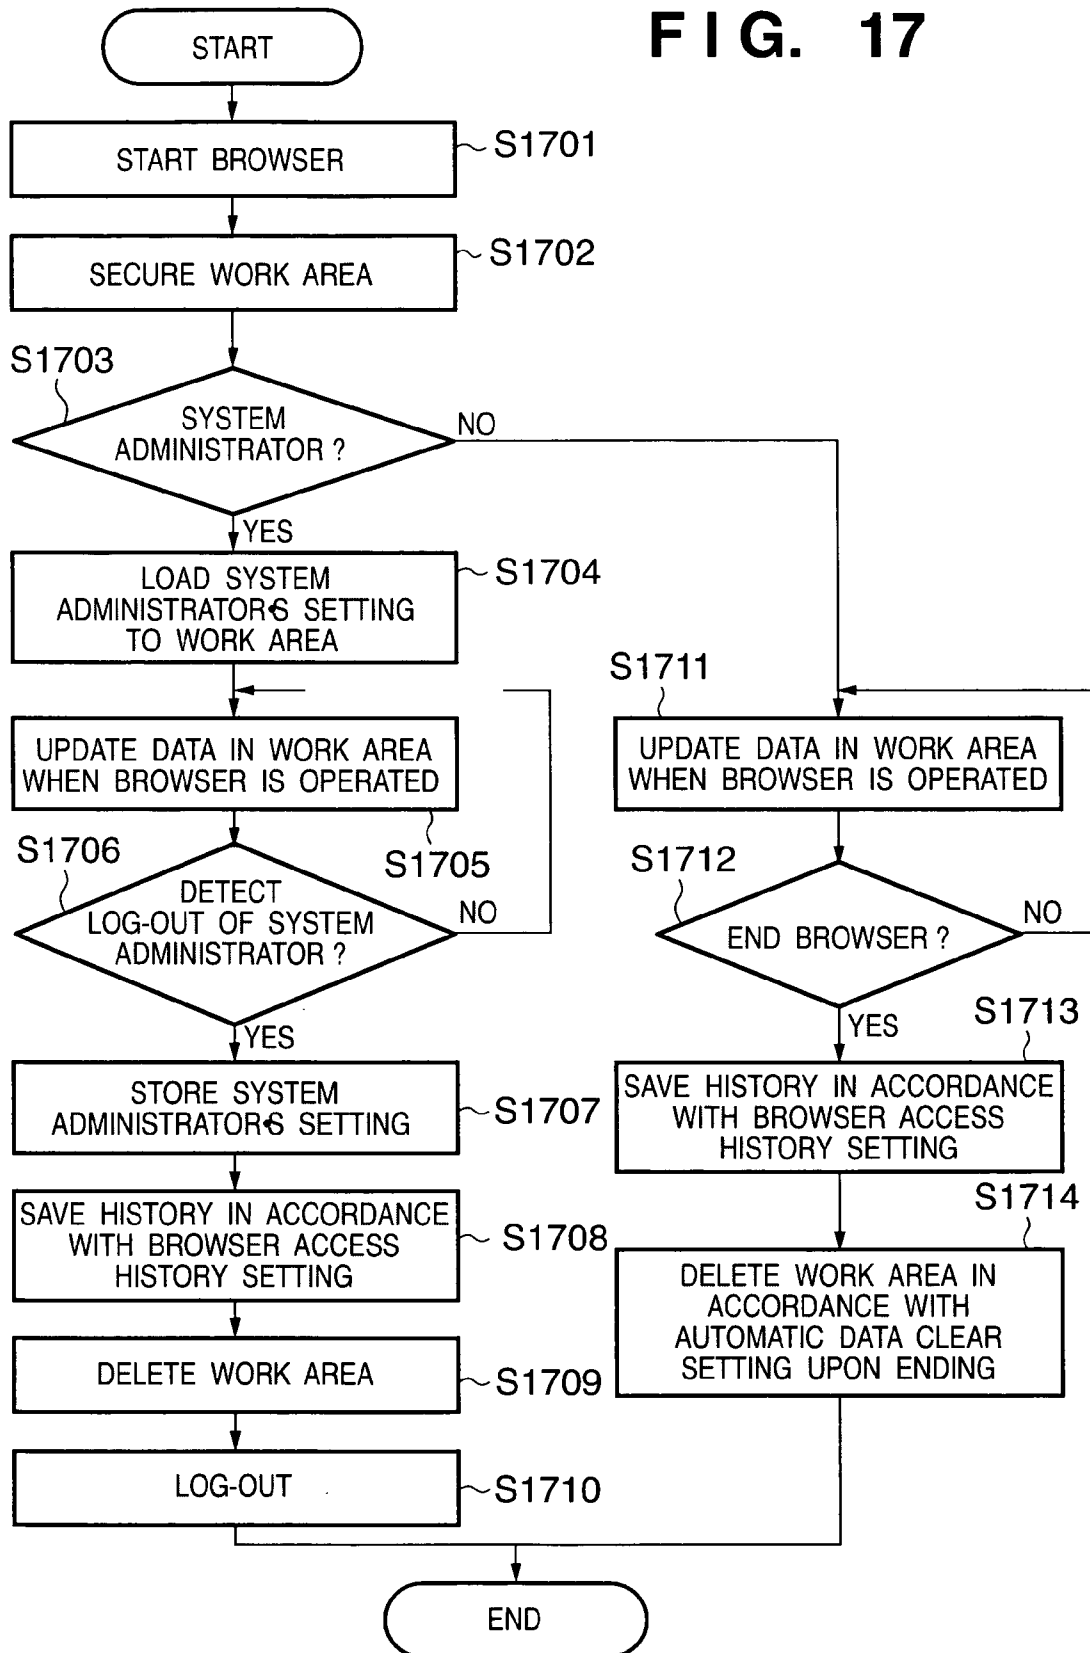 FIG. 17
START
START BROWSER
S1701
SECURE WORK AREA
S1702
S1703
SYSTEM
ADMINISTRATOR ?
NO
YES
LOAD SYSTEM
ADMINISTRATOR•S SETTING
TO WORK AREA
S1704
UPDATE DATA IN WORK AREA
WHEN BROWSER IS OPERATED
S1705
S1706
DETECT
LOG-OUT OF SYSTEM
ADMINISTRATOR ?
NO
YES
STORE SYSTEM
ADMINISTRATOR•S SETTING
S1707
SAVE HISTORY IN ACCORDANCE
WITH BROWSER ACCESS
HISTORY SETTING
S1708
DELETE WORK AREA
S1709
LOG-OUT
S1710
S1711
UPDATE DATA IN WORK AREA
WHEN BROWSER IS OPERATED
S1712
END BROWSER ?
NO
YES
S1713
SAVE HISTORY IN ACCORDANCE
WITH BROWSER ACCESS
HISTORY SETTING
S1714
DELETE WORK AREA IN
ACCORDANCE WITH
AUTOMATIC DATA CLEAR
SETTING UPON ENDING
END